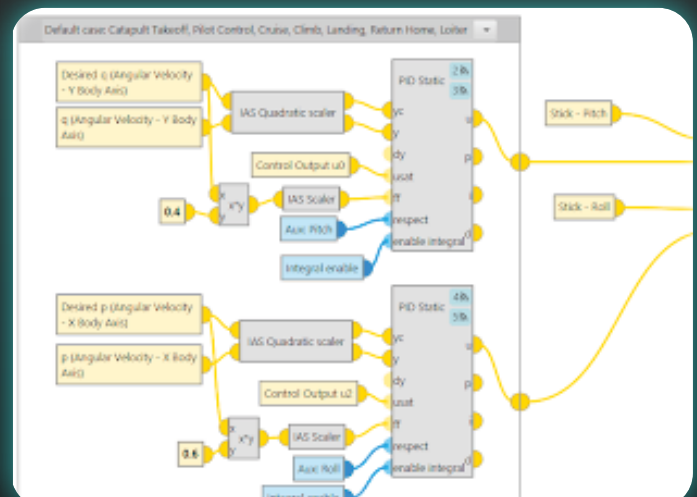 Default case: Catapult Takeoff, Pilot Control, Cruise, Climb, Landing, Return Home, Loiter
Desired q (Angular Velocity
- Y Body Axis)
q (Angular Velocity - Y Body
Axis)
IAS Quadratic scaler
Control Output u0
0.4
x
y
x*y
IAS Scaler
Aux: Pitch
Integral enable
PID Static
yc
y
dy
usat
ff
respect
enable integral
u
p
i
d
Stick - Pitch
Stick - Roll
Desired p (Angular Velocity
- X Body Axis)
p (Angular Velocity - X Body
Axis)
IAS Quadratic scaler
Control Output u2
0.6
x
y
x*y
IAS Scaler
Aux: Roll
Integral enable
PID Static
yc
y
dy
usat
ff
respect
enable integral
u
p
i
d